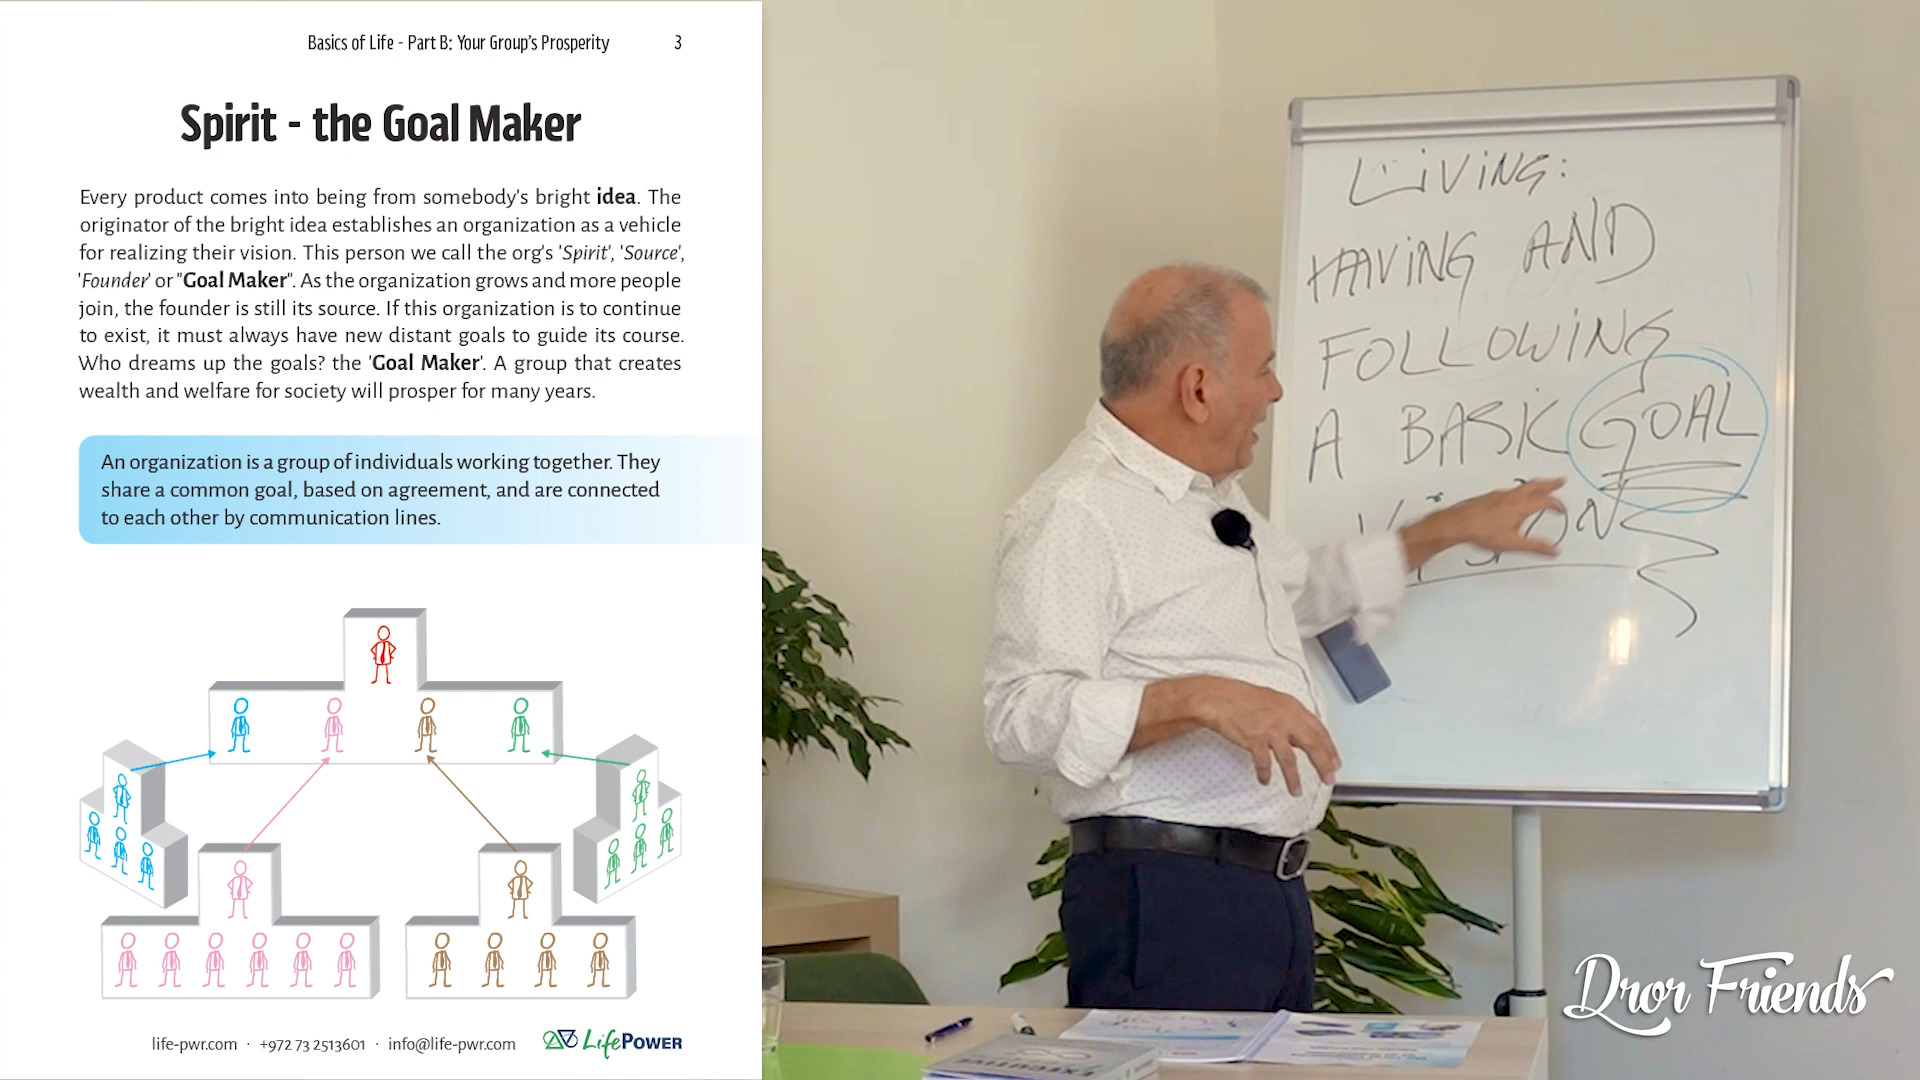 Basics of Life - Part B: Your Group's Prosperity 3
Spirit - the Goal Maker
Every product comes into being from somebody's bright idea. The
originator of the bright idea establishes an organization as a vehicle
for realizing their vision. This person we call the org's 'Spirit', 'Source',
'Founder' or "Goal Maker". As the organization grows and more people
join, the founder is still its source. If this organization is to continue
to exist, it must always have new distant goals to guide its course.
Who dreams up the goals? the 'Goal Maker'. A group that creates
wealth and welfare for society will prosper for many years.
An organization is a group of individuals working together. They
share a common goal, based on agreement, and are connected
to each other by communication lines.
life-pwr.com · +972 73 2513601 · info@life-pwr.com LifePOWER
LiViNG:
HAViNG AND
FOLLOWiNG
A BASiC GOAL
Dror Friends